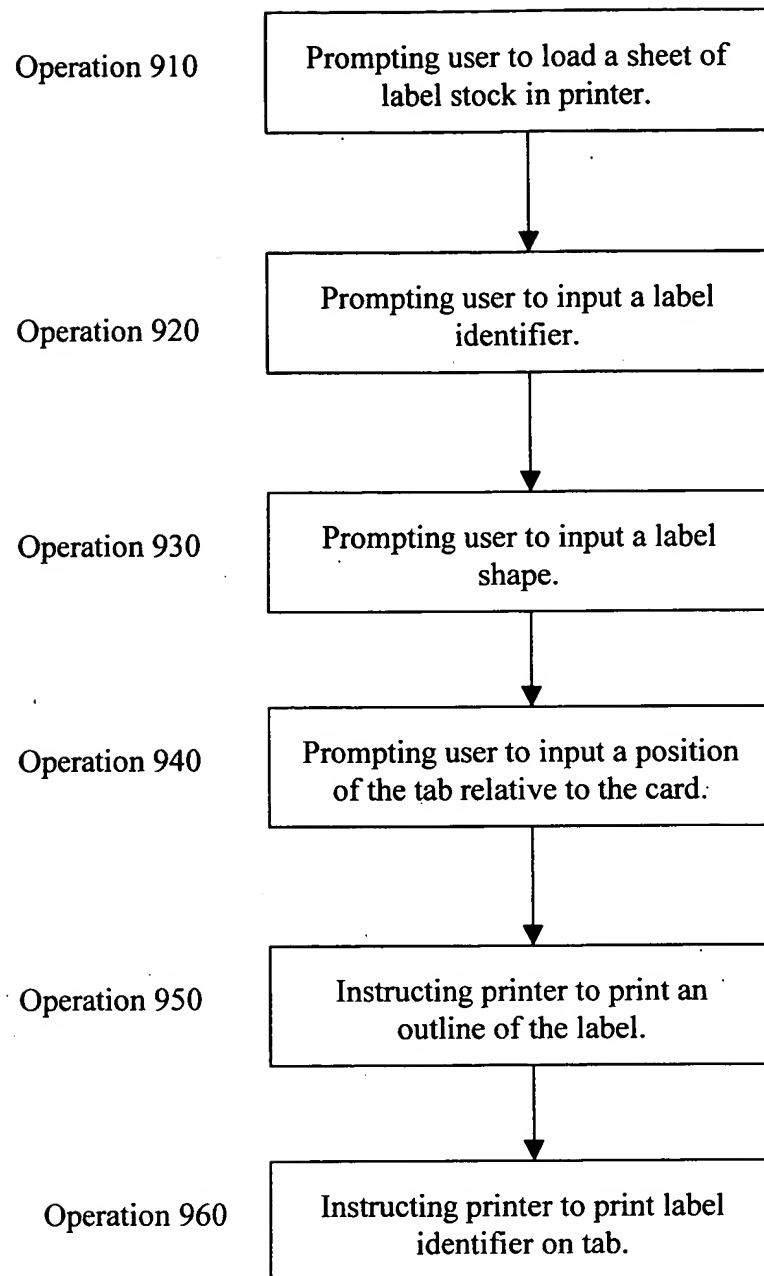 Operation 910
Prompting user to load a sheet of
label stock in printer.
Operation 920
Prompting user to input a label
identifier.
Operation 930
Prompting user to input a label
shape.
Operation 940
Prompting user to input a position
of the tab relative to the card.
Operation 950
Instructing printer to print an
outline of the label.
Operation 960
Instructing printer to print label
identifier on tab.